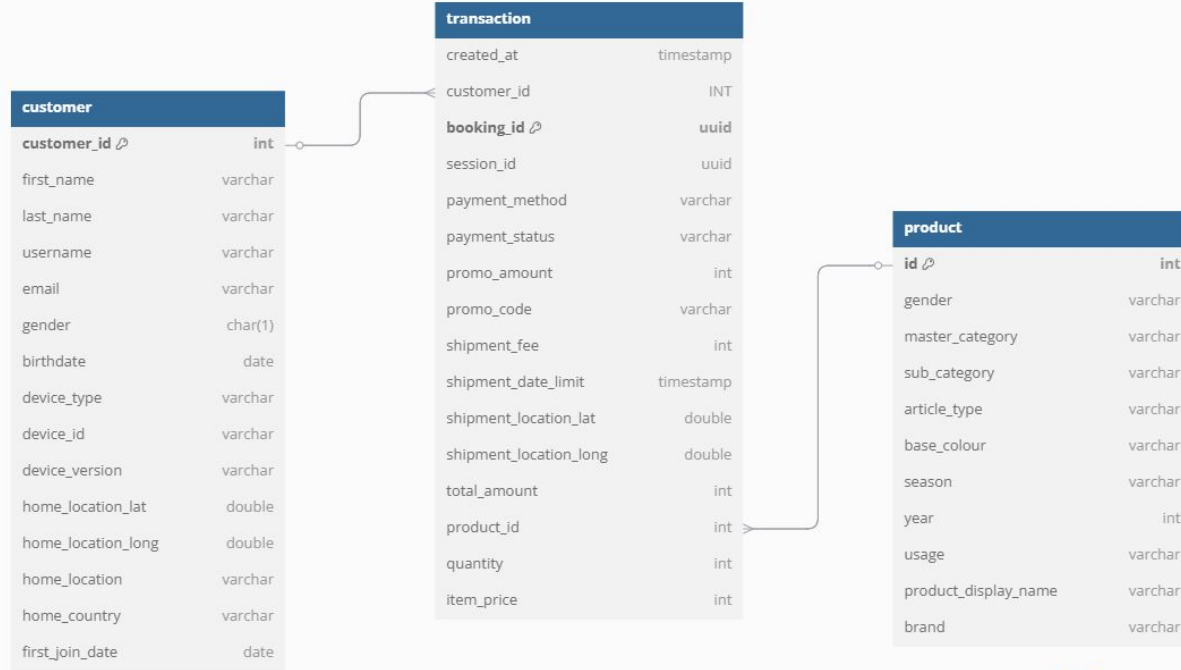 customer
customer_id int
first_name varchar
last_name varchar
username varchar
email varchar
gender char(1)
birthdate date
device_type varchar
device_id varchar
device_version varchar
home_location_lat double
home_location_long double
home_location varchar
home_country varchar
first_join_date date
transaction
created_at timestamp
customer_id INT
booking_id uuid
session_id uuid
payment_method varchar
payment_status varchar
promo_amount int
promo_code varchar
shipment_fee int
shipment_date_limit timestamp
shipment_location_lat double
shipment_location_long double
total_amount int
product_id int
quantity int
item_price int
product
id int
gender varchar
master_category varchar
sub_category varchar
article_type varchar
base_colour varchar
season varchar
year int
usage varchar
product_display_name varchar
brand varchar